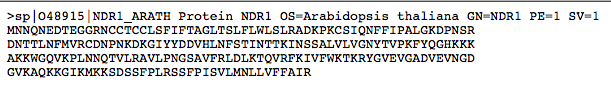 >sp|O48915|NDR1_ARATH Protein NDR1 OS=Arabidopsis thaliana GN=NDR1 PE=1 SV=1
MNNQNEDTEGGRNCCTCCLSFIFTAGLTSLFLWLSLRADKPKCSIQNFFIPALGKDPNSR
DNTTLNFMVRCDNPNKDKGIYYDDVHLNFSTINTTKINSSALVLVGNYTVPKFYQGHKKK
AKKWGQVKPLNNQTVLRAVLPNGSAVFRLDLKTQVRFKIVFWKTKRYGVEVGADVEVNGD
GVKAQKKGIKMKKSDSSFPLRSSFPISVLMNLLVFFAIR